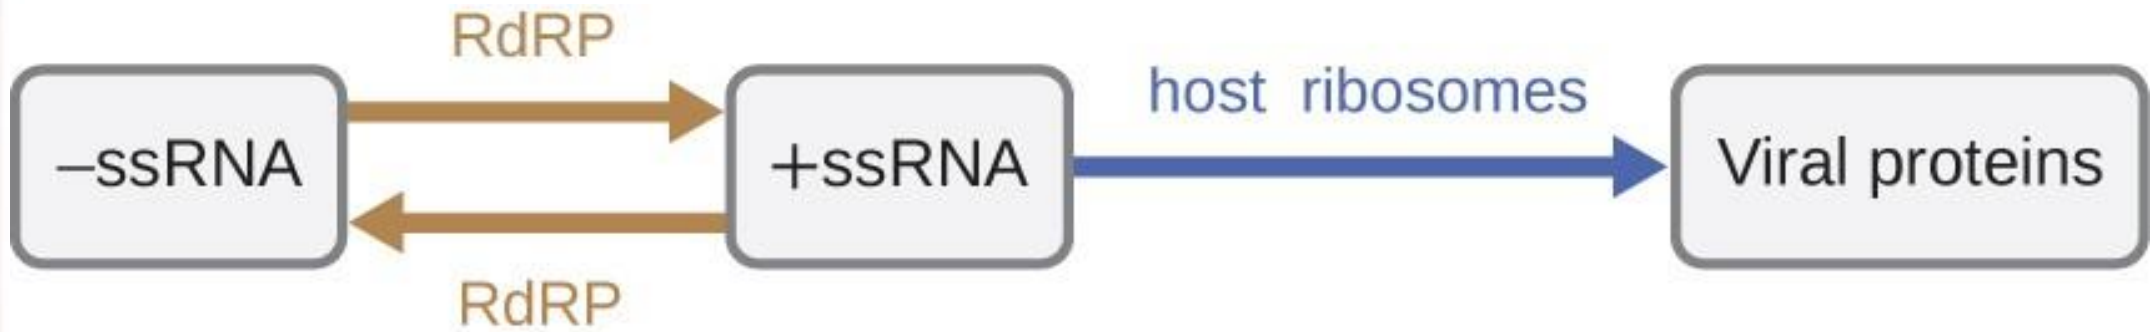 RdRP
–ssRNA
+ssRNA
host ribosomes
Viral proteins
RdRP